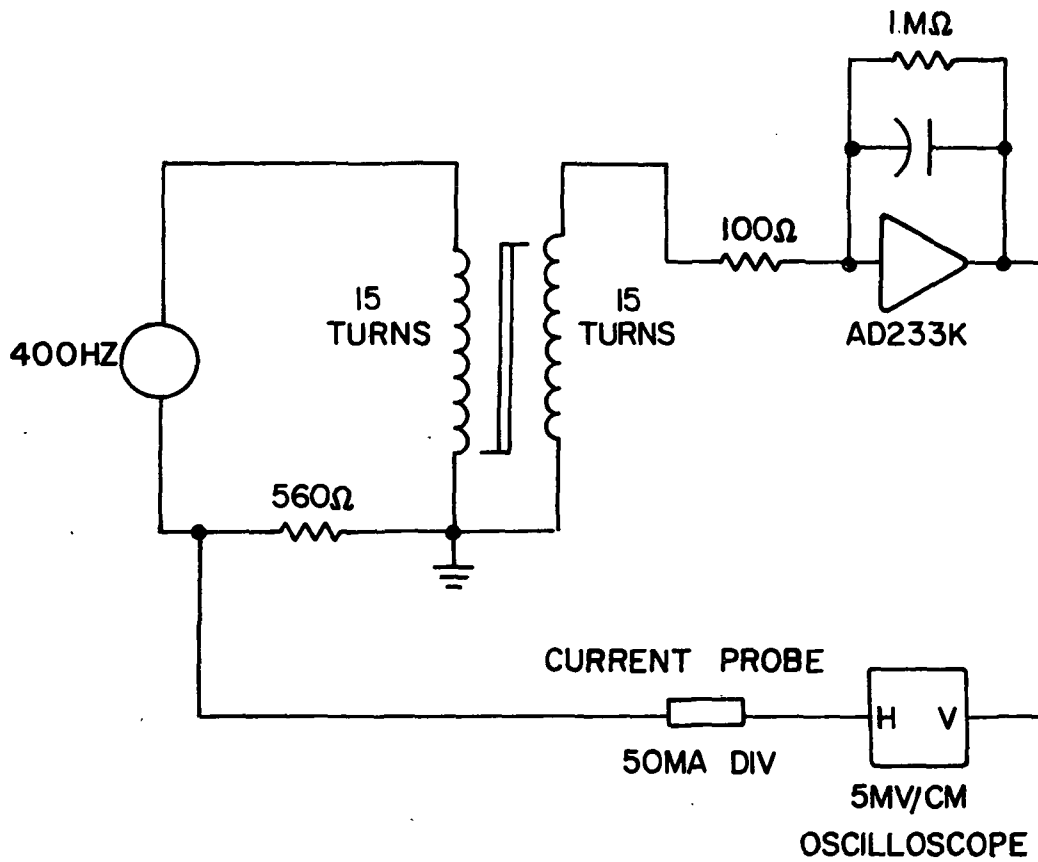 1.MΩ
100Ω
AD233K
15
TURNS
15
TURNS
400HZ
560Ω
CURRENT PROBE
50MA DIV
H V
5MV/CM
OSCILLOSCOPE